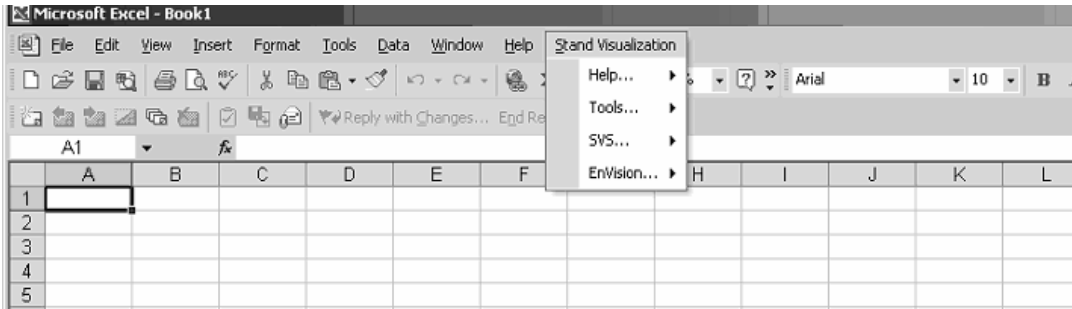 Microsoft Excel - Book1
File Edit View Insert Format Tools Data Window Help Stand Visualization
Help...
Arial 10 B
Tools...
Reply with Changes... End Re
SVS...
A1 fx
EnVision...
A B C D E F H I J K L
1
2
3
4
5